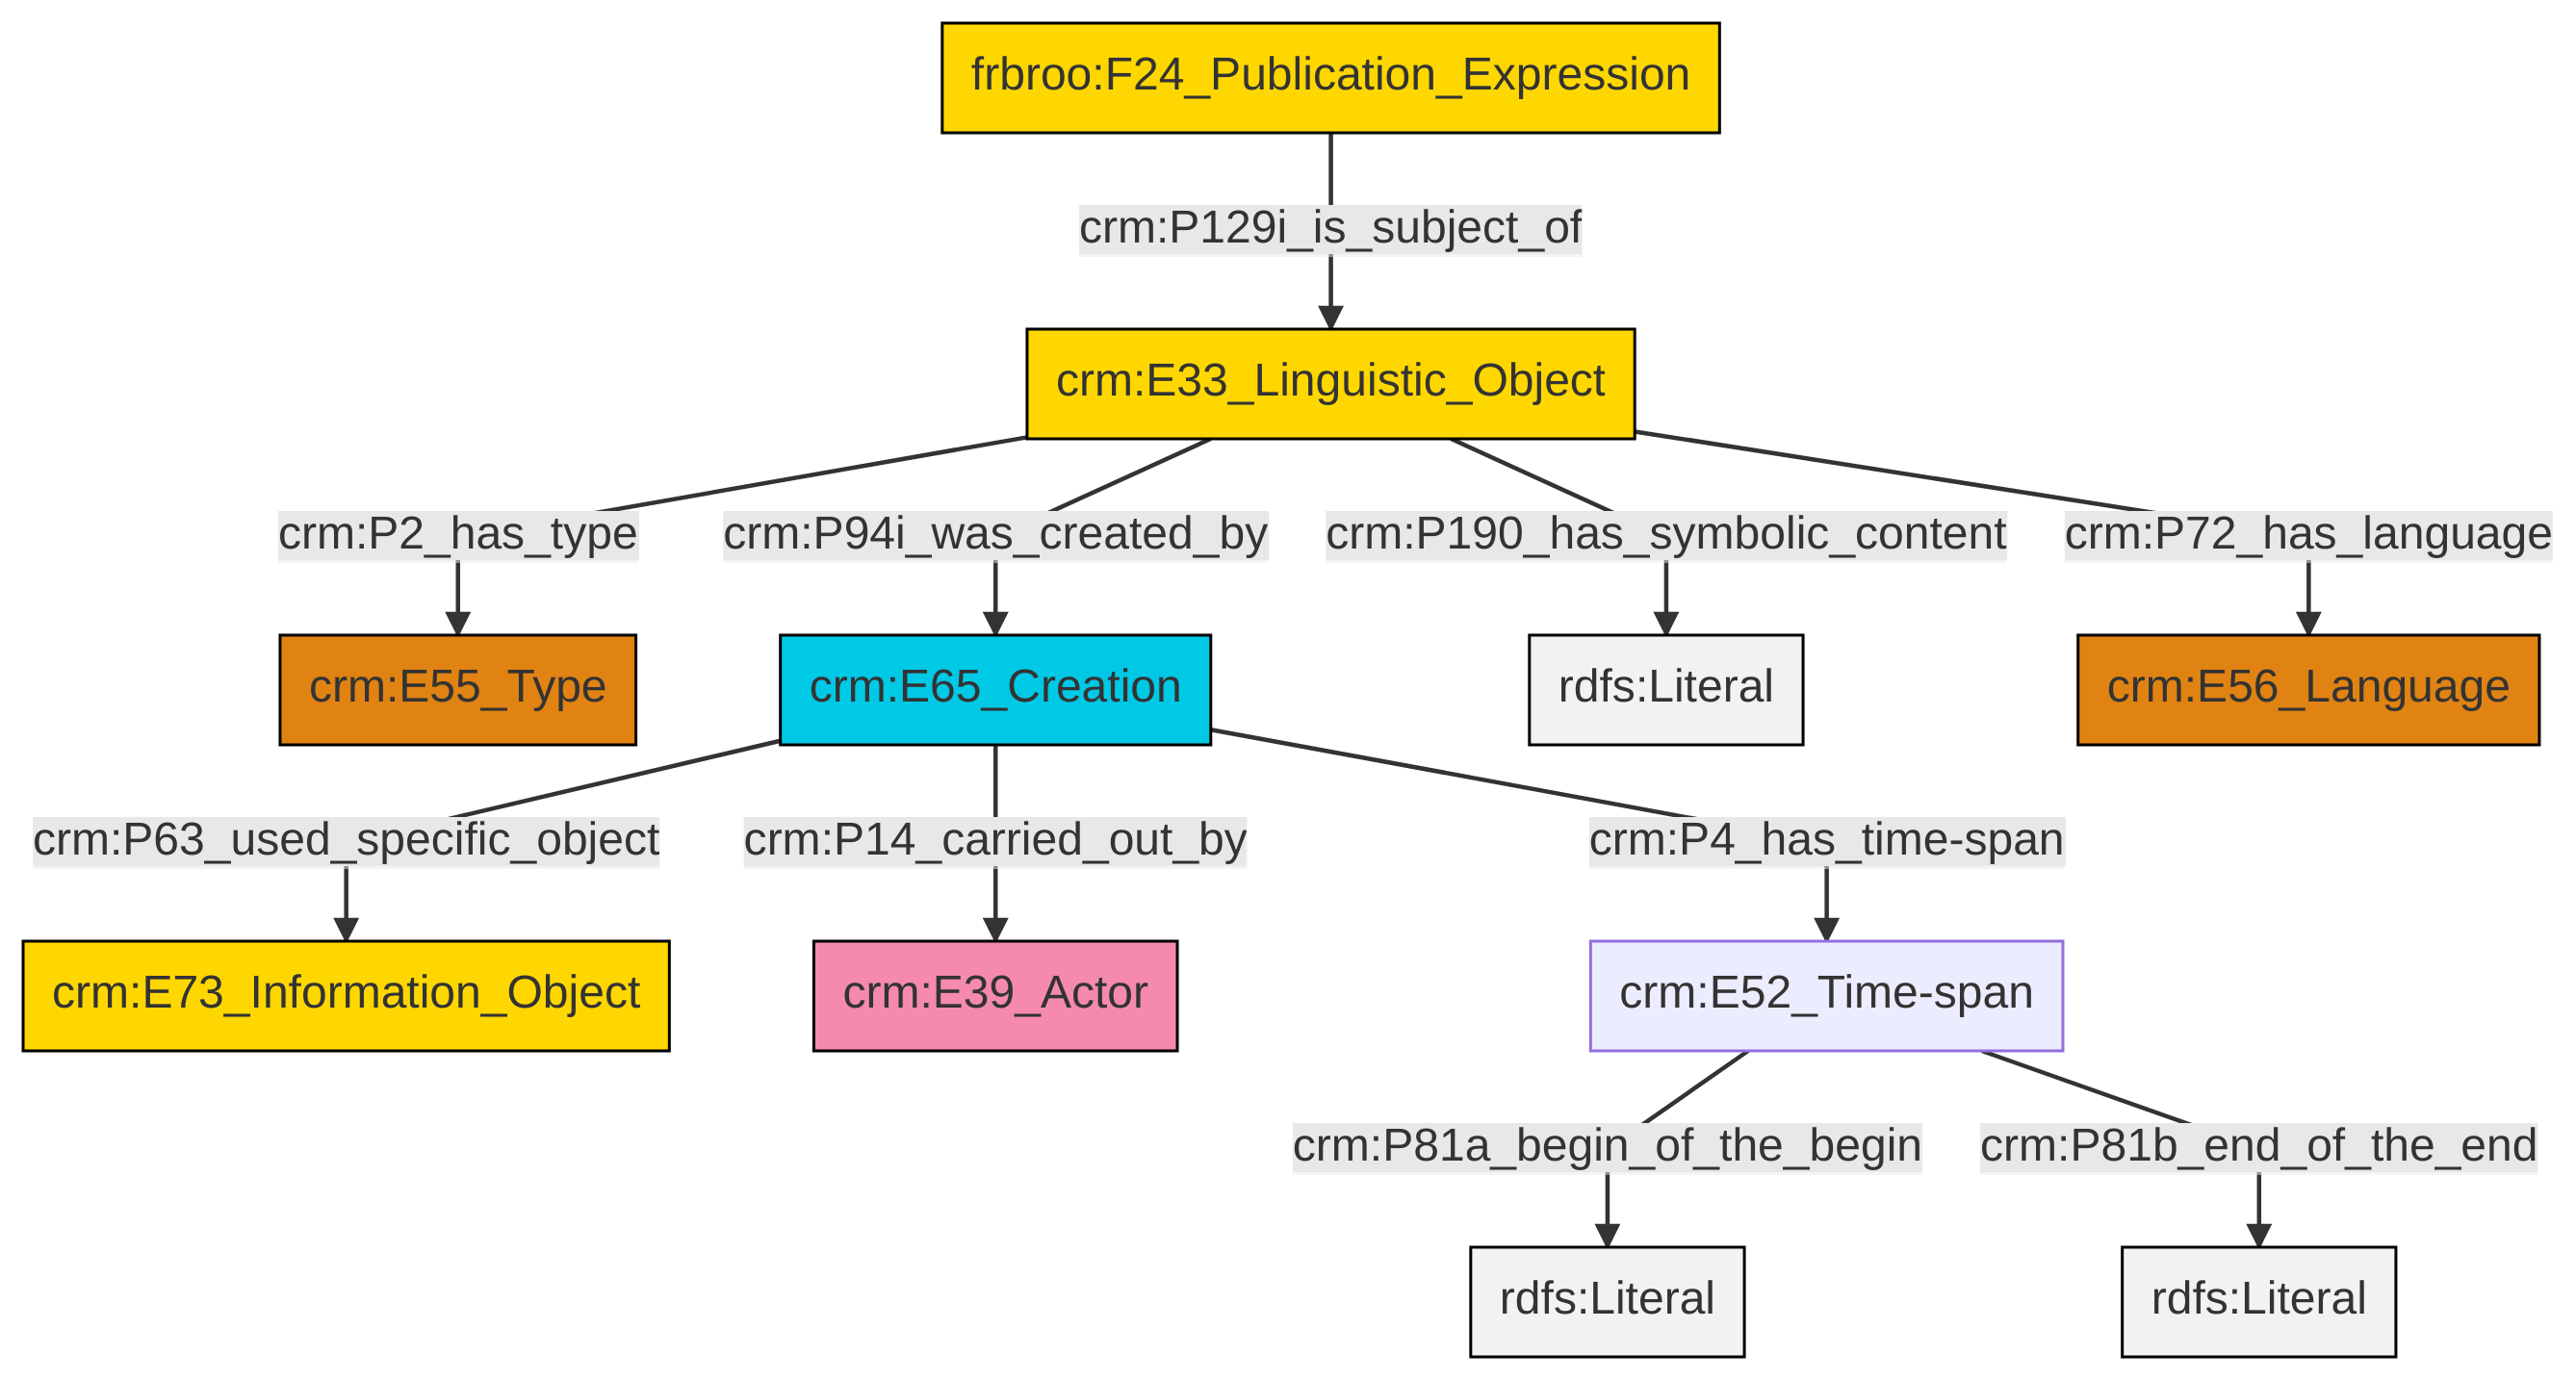 frbroo:F24_Publication_Expression
crm:P129i_is_subject_of
crm:E33_Linguistic_Object
crm:P2_has_type
crm:P94i_was_created_by
crm:P190_has_symbolic_content
crm:P72_has_language
crm:E55_Type
crm:E65_Creation
rdfs:Literal
crm:E56_Language
crm:P63_used_specific_object
crm:P14_carried_out_by
crm:P4_has_time-span
crm:E73_Information_Object
crm:E39_Actor
crm:E52_Time-span
crm:P81a_begin_of_the_begin
crm:P81b_end_of_the_end
rdfs:Literal
rdfs:Literal